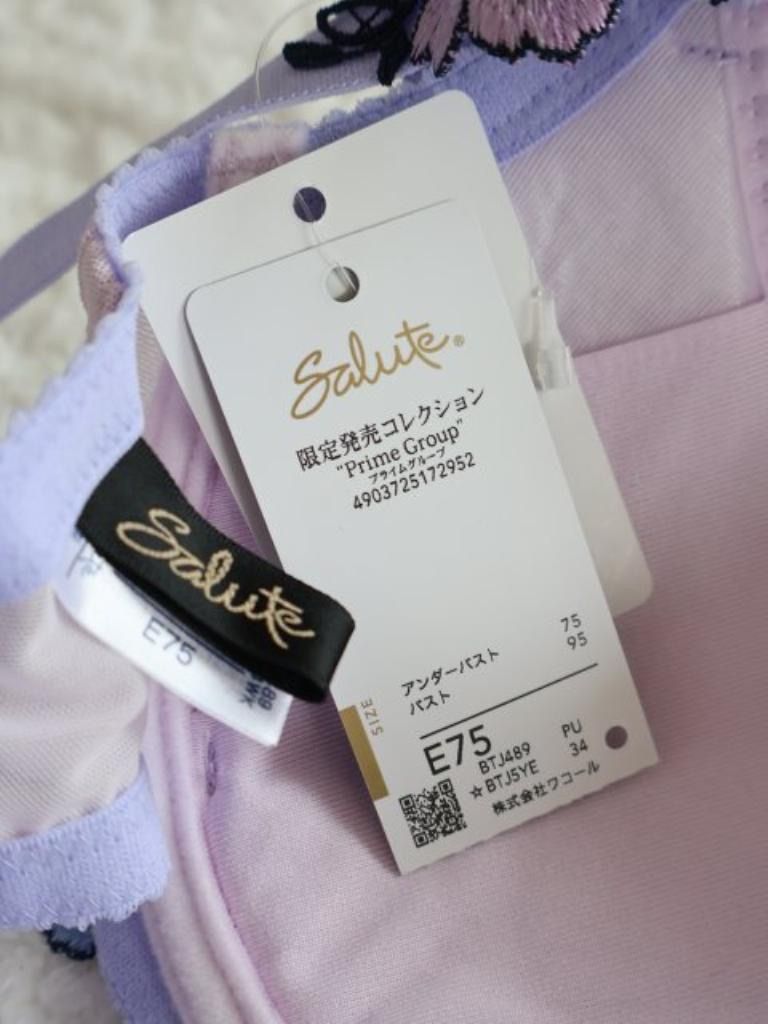 Salute®
限定発売コレクション
"Prime Group"
プライムグループ
4903725172952
アンダーバスト 75
バスト 95
SIZE
E75
BTJ489 PU
☆BTJ5YE 34
株式会社ワコール
Salute
E75